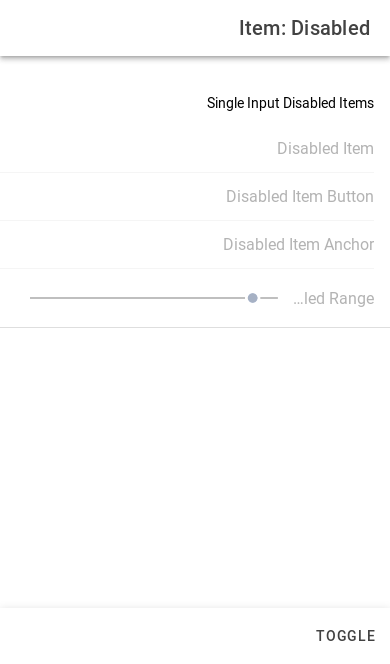 Item: Disabled
Single Input Disabled Items
Disabled Item
Disabled Item Button
Disabled Item Anchor
...led Range
TOGGLE